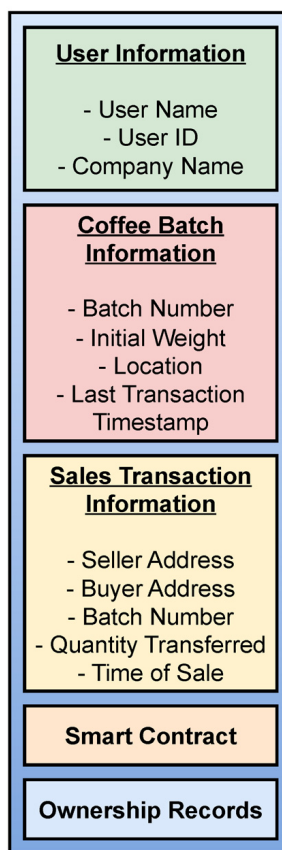 User Information
- User Name
- User ID
- Company Name
Coffee Batch
Information
- Batch Number
- Initial Weight
- Location
- Last Transaction
Timestamp
Sales Transaction
Information
- Seller Address
- Buyer Address
- Batch Number
- Quantity Transferred
- Time of Sale
Smart Contract
Ownership Records